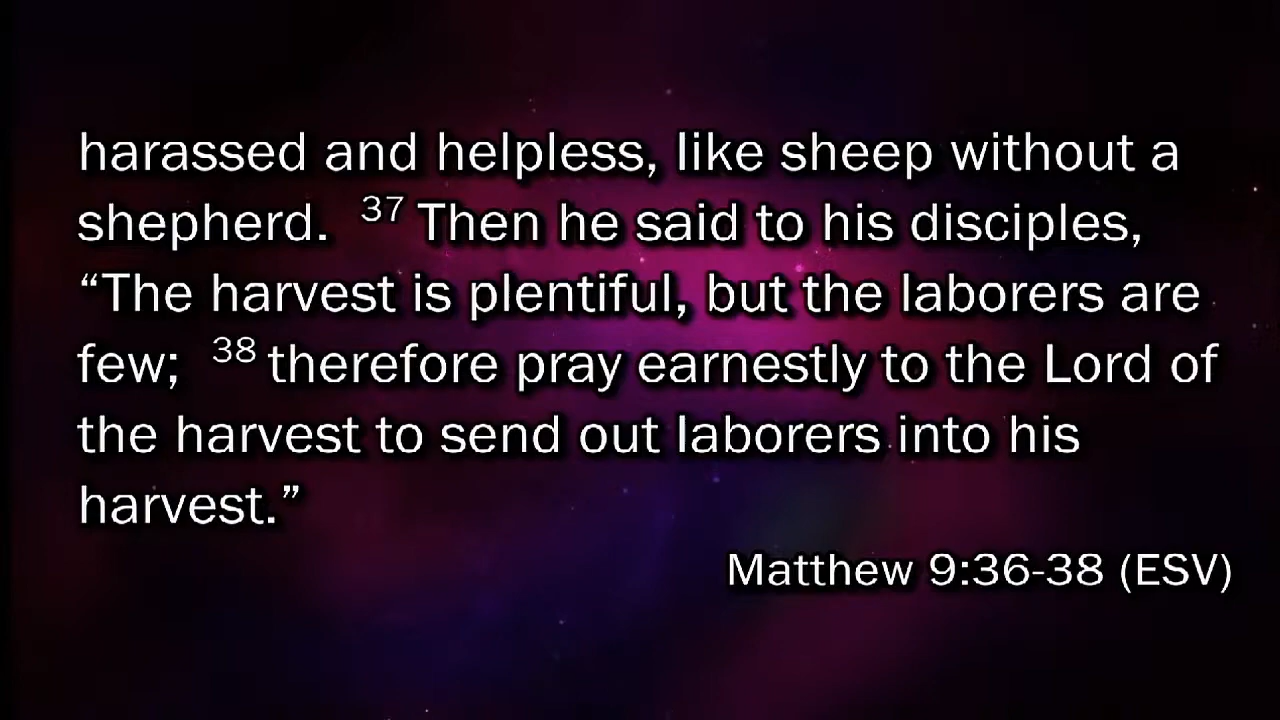 harassed and helpless, like sheep without a
shepherd. 37 Then he said to his disciples,
“The harvest is plentiful, but the laborers are
few; 38 therefore pray earnestly to the Lord of
the harvest to send out laborers into his
harvest.”
Matthew 9:36-38 (ESV)